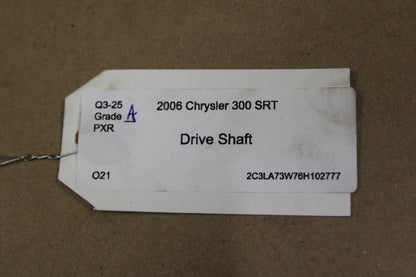 Q3-25 2006 Chrysler 300 SRT
Grade A
PXR
Drive Shaft
O21 2C3LA73W76H102777